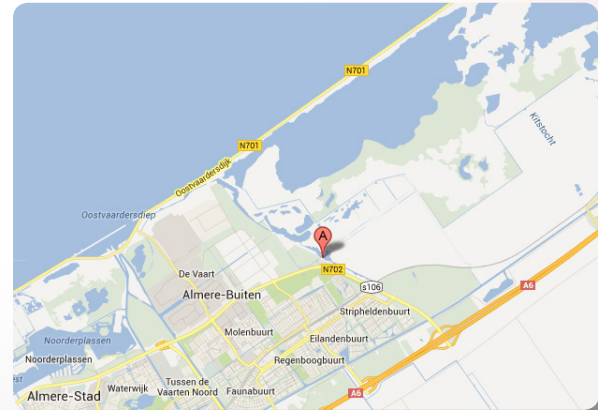 N701
N701
Kitstocht
Oostvaardersdijk
Oostvaardersdiep
A
De Vaart
N702
s106
A6
Almere-Buiten
Stripheldenbuurt
Molenbuurt
Eilandenbuurt
Noorderplassen
Noorderplassen
Regenboogbuurt
Waterwijk
Tussen de
Vaarten Noord
Faunabuurt
A6
Almere-Stad